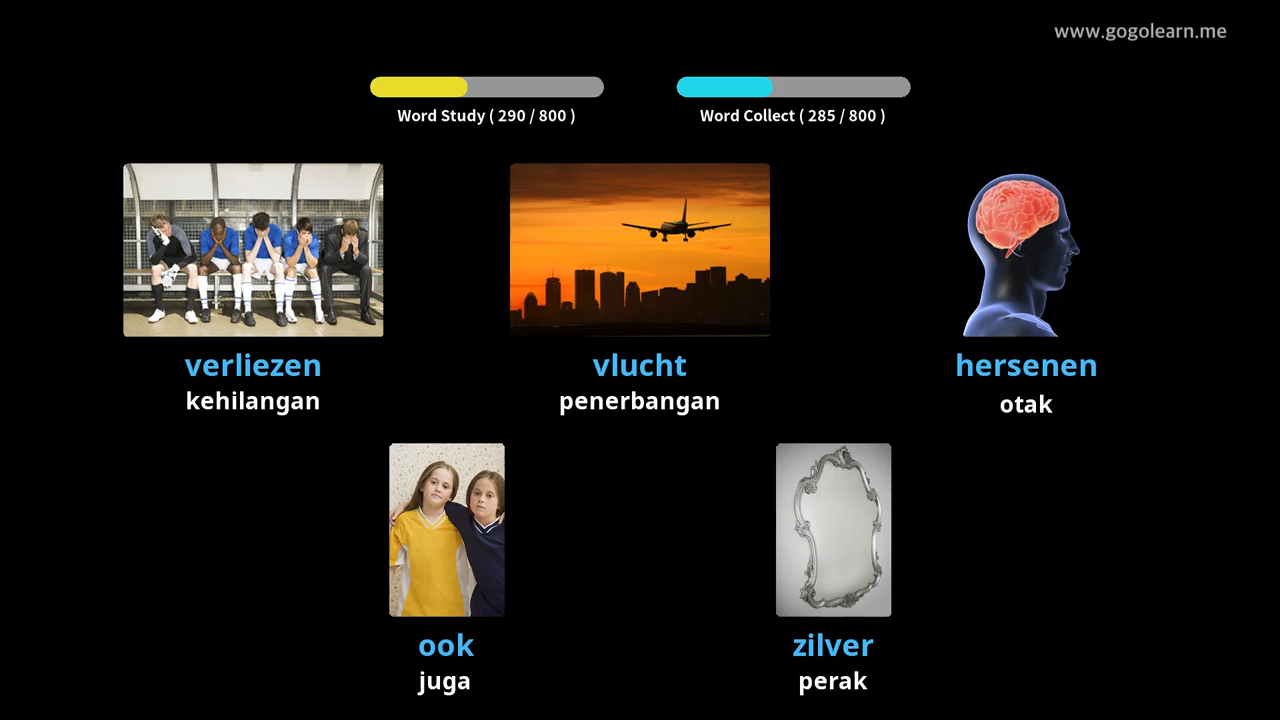 www.gogolearn.me
Word Study ( 290 / 800 )
Word Collect ( 285 / 800 )
verliezen
kehilangan
vlucht
penerbangan
hersenen
otak
ook
juga
zilver
perak